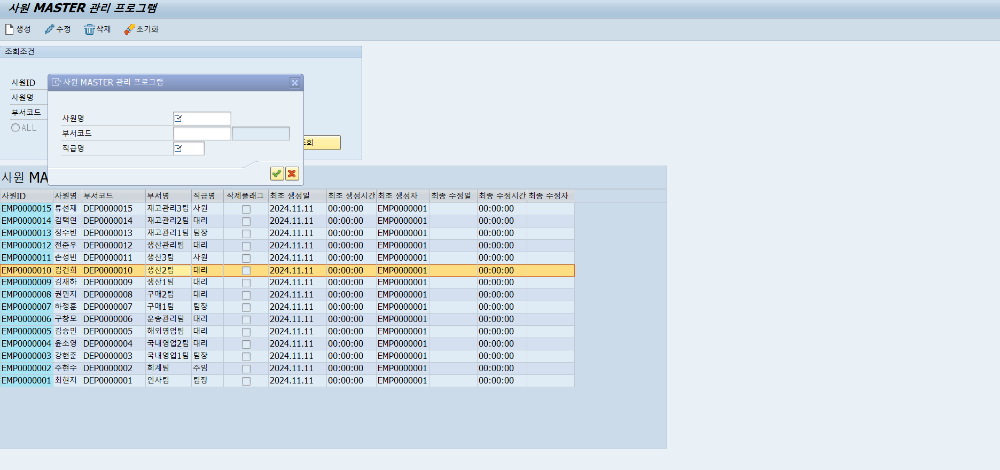 사원 MASTER 관리 프로그램
생성 수정 삭제 초기화
조회조건
사원ID
사원명
부서코드
ALL
사원 MASTER 관리 프로그램
사원명
부서코드
직급명
조회
사원 MA
사원ID 사원명 부서코드 부서명 직급명 삭제플래그 최초 생성일 최초 생성시간 최초 생성자 최종 수정일 최종 수정시간 최종 수정자
EMP0000015 류선재 DEP0000015 재고관리3팀 사원 2024.11.11 00:00:00 EMP0000001 00:00:00
EMP0000014 김택연 DEP0000014 재고관리2팀 대리 2024.11.11 00:00:00 EMP0000001 00:00:00
EMP0000013 정수빈 DEP0000013 재고관리1팀 팀장 2024.11.11 00:00:00 EMP0000001 00:00:00
EMP0000012 전준우 DEP0000012 생산관리팀 대리 2024.11.11 00:00:00 EMP0000001 00:00:00
EMP0000011 손성빈 DEP0000011 생산3팀 사원 2024.11.11 00:00:00 EMP0000001 00:00:00
EMP0000010 김건희 DEP0000010 생산2팀 대리 2024.11.11 00:00:00 EMP0000001 00:00:00
EMP0000009 김재하 DEP0000009 생산1팀 대리 2024.11.11 00:00:00 EMP0000001 00:00:00
EMP0000008 권민지 DEP0000008 구매2팀 대리 2024.11.11 00:00:00 EMP0000001 00:00:00
EMP0000007 하정훈 DEP0000007 구매1팀 팀장 2024.11.11 00:00:00 EMP0000001 00:00:00
EMP0000006 구창모 DEP0000006 운송관리팀 대리 2024.11.11 00:00:00 EMP0000001 00:00:00
EMP0000005 김승민 DEP0000005 해외영업팀 대리 2024.11.11 00:00:00 EMP0000001 00:00:00
EMP0000004 윤소영 DEP0000004 국내영업2팀 대리 2024.11.11 00:00:00 EMP0000001 00:00:00
EMP0000003 강현준 DEP0000003 국내영업1팀 팀장 2024.11.11 00:00:00 EMP0000001 00:00:00
EMP0000002 주현수 DEP0000002 회계팀 주임 2024.11.11 00:00:00 EMP0000001 00:00:00
EMP0000001 최현지 DEP0000001 인사팀 팀장 2024.11.11 00:00:00 EMP0000001 00:00:00